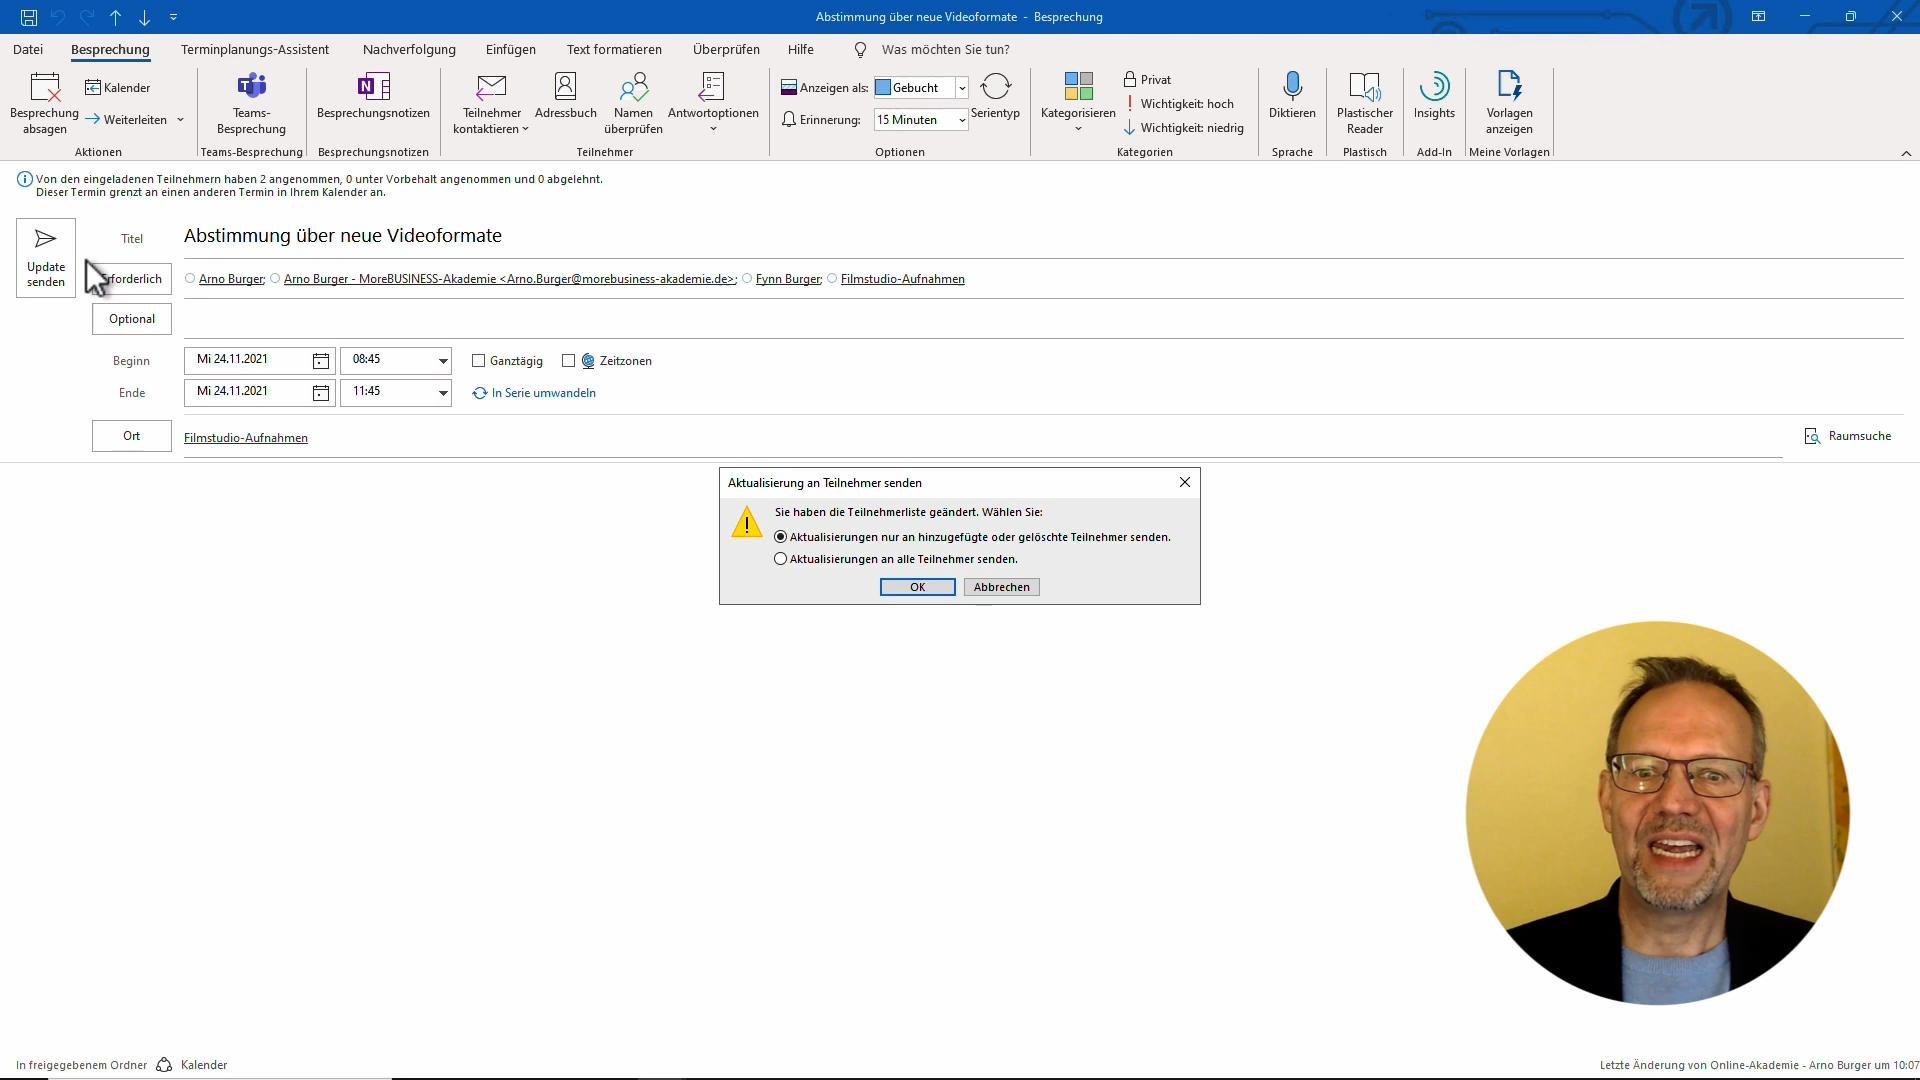 Abstimmung über neue Videoformate - Besprechung
Datei Besprechung Terminplanungs-Assistent Nachverfolgung Einfügen Text formatieren Überprüfen Hilfe Was möchten Sie tun?
Besprechung absagen
Kalender
Weiterleiten
Aktionen
Teams-Besprechung
Teams-Besprechung
Besprechungsnotizen
Besprechungsnotizen
Teilnehmer kontaktieren
Adressbuch
Namen überprüfen
Antwortoptionen
Teilnehmer
Anzeigen als: Gebucht
Erinnerung: 15 Minuten
Serientyp
Optionen
Kategorisieren
Privat
Wichtigkeit: hoch
Wichtigkeit: niedrig
Kategorien
Diktieren
Sprache
Plastischer Reader
Plastisch
Insights
Add-In
Vorlagen anzeigen
Meine Vorlagen
Von den eingeladenen Teilnehmern haben 2 angenommen, 0 unter Vorbehalt angenommen und 0 abgelehnt.
Dieser Termin grenzt an einen anderen Termin in Ihrem Kalender an.
Update senden
Titel Abstimmung über neue Videoformate
forderlich Arno Burger; Arno Burger - MoreBUSINESS-Akademie <Arno.Burger@morebusiness-akademie.de>; Fynn Burger; Filmstudio-Aufnahmen
Optional
Beginn Mi 24.11.2021 08:45 Ganztägig Zeitzonen
Ende Mi 24.11.2021 11:45 In Serie umwandeln
Ort Filmstudio-Aufnahmen Raumsuche
Aktualisierung an Teilnehmer senden
Sie haben die Teilnehmerliste geändert. Wählen Sie:
Aktualisierungen nur an hinzugefügte oder gelöschte Teilnehmer senden.
Aktualisierungen an alle Teilnehmer senden.
OK Abbrechen
In freigegebenem Ordner Kalender
Letzte Änderung von Online-Akademie - Arno Burger um 10:07